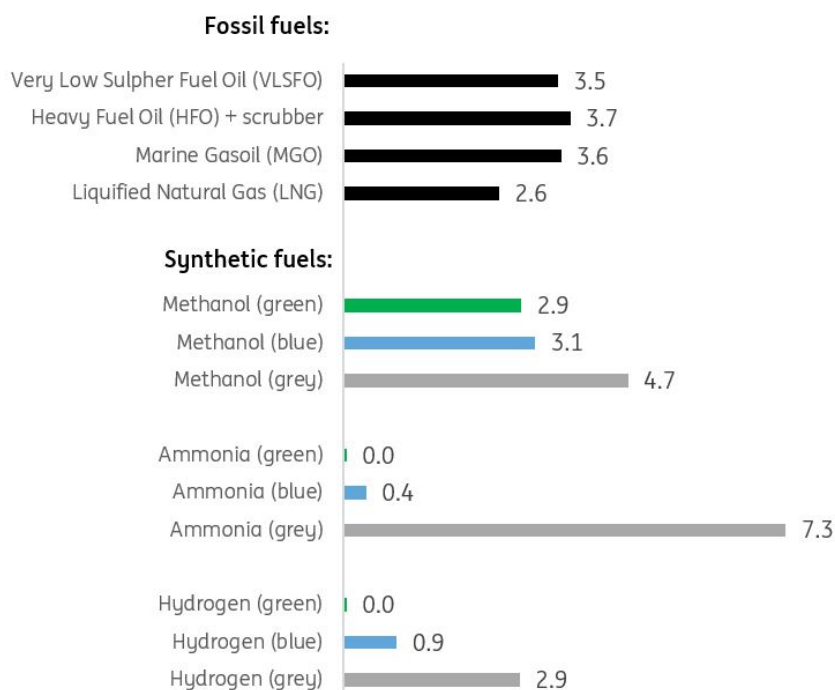 Fossil fuels:
Very Low Sulpher Fuel Oil (VLSFO) 3.5
Heavy Fuel Oil (HFO) + scrubber 3.7
Marine Gasoil (MGO) 3.6
Liquified Natural Gas (LNG) 2.6
Synthetic fuels:
Methanol (green) 2.9
Methanol (blue) 3.1
Methanol (grey) 4.7
Ammonia (green) 0.0
Ammonia (blue) 0.4
Ammonia (grey) 7.3
Hydrogen (green) 0.0
Hydrogen (blue) 0.9
Hydrogen (grey) 2.9